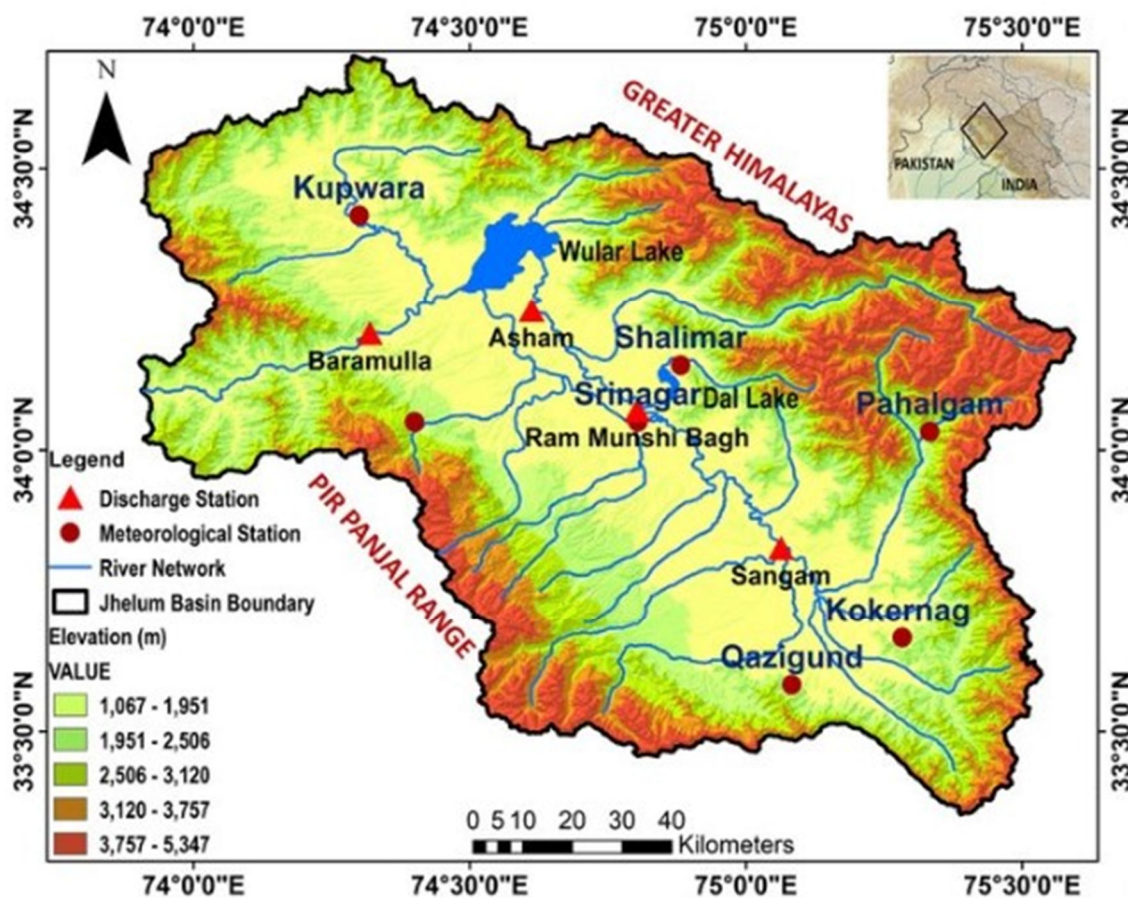 74°0'0"E 74°30'0"E 75°0'0"E 75°30'0"E
N
GREATER HIMALAYAS
PAKISTAN
INDIA
34°30'0"N
34°30'0"N
Kupwara
Wular Lake
Asham
Shalimar
Baramulla
Srinagar
Dal Lake
Pahalgam
Ram Munshi Bagh
34°0'0"N
34°0'0"N
PIR PANJAL RANGE
Sangam
Kokernag
Qazigund
33°30'0"N
33°30'0"N
Legend
Discharge Station
Meteorological Station
River Network
Jhelum Basin Boundary
Elevation (m)
VALUE
1,067 - 1,951
1,951 - 2,506
2,506 - 3,120
3,120 - 3,757
3,757 - 5,347
0 5 10 20 30 40
Kilometers
74°0'0"E 74°30'0"E 75°0'0"E 75°30'0"E